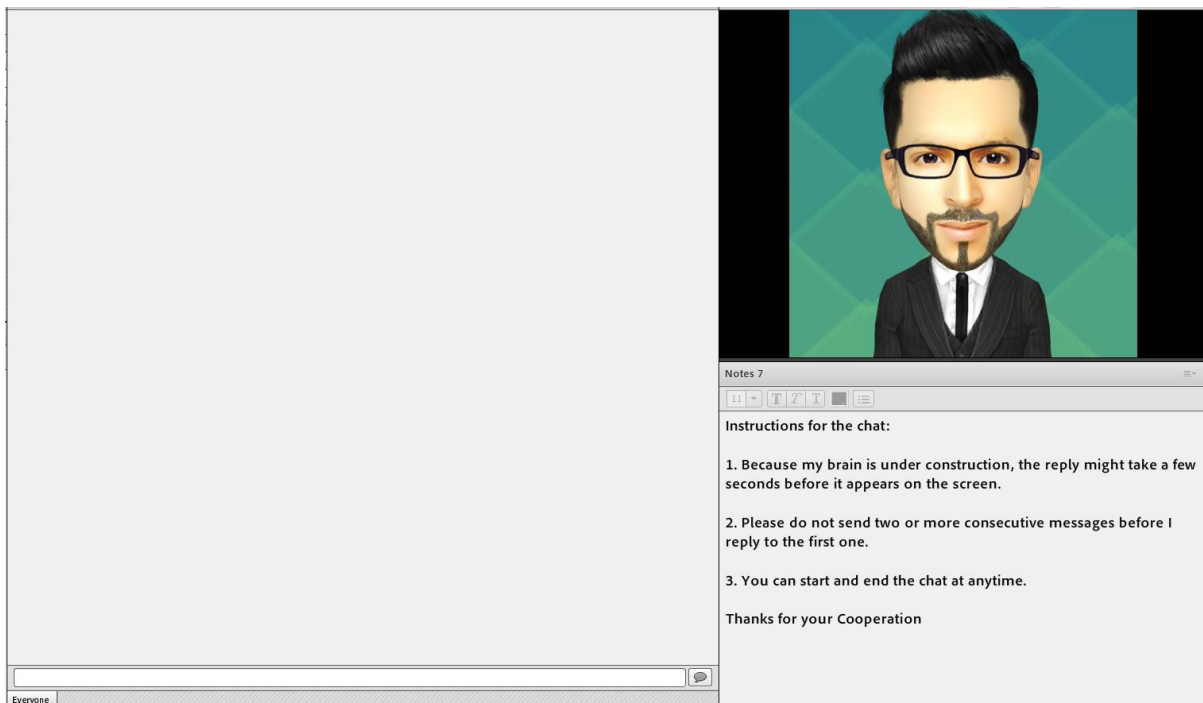 Notes 7
11 T T T
Instructions for the chat:
1. Because my brain is under construction, the reply might take a few
seconds before it appears on the screen.
2. Please do not send two or more consecutive messages before I
reply to the first one.
3. You can start and end the chat at anytime.
Thanks for your Cooperation
Everyone